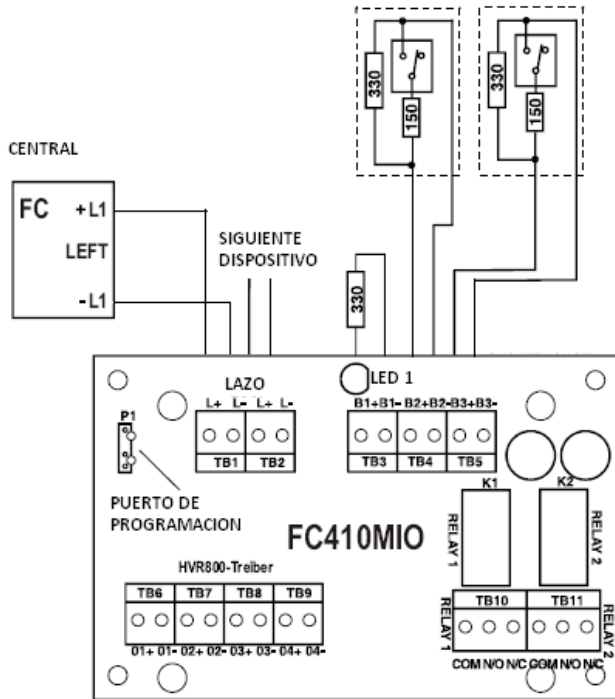 330
150
330
150
CENTRAL
FC +L1
LEFT
-L1
SIGUIENTE
DISPOSITIVO
330
LAZO
LED 1
L+ L- L+ L-
B1+B1-B2+B2-B3+B3-
P1
TB1 TB2
TB3 TB4 TB5
PUERTO DE
PROGRAMACION
K1 K2
RELAY 1
RELAY 2
FC410MIO
HVR800-Treiber
TB6 TB7 TB8 TB9
01+ 01- 02+ 02- 03+ 03- 04+ 04-
RELAY 1
TB10 TB11
RELAY 2
COM N/O N/C COM N/O N/C